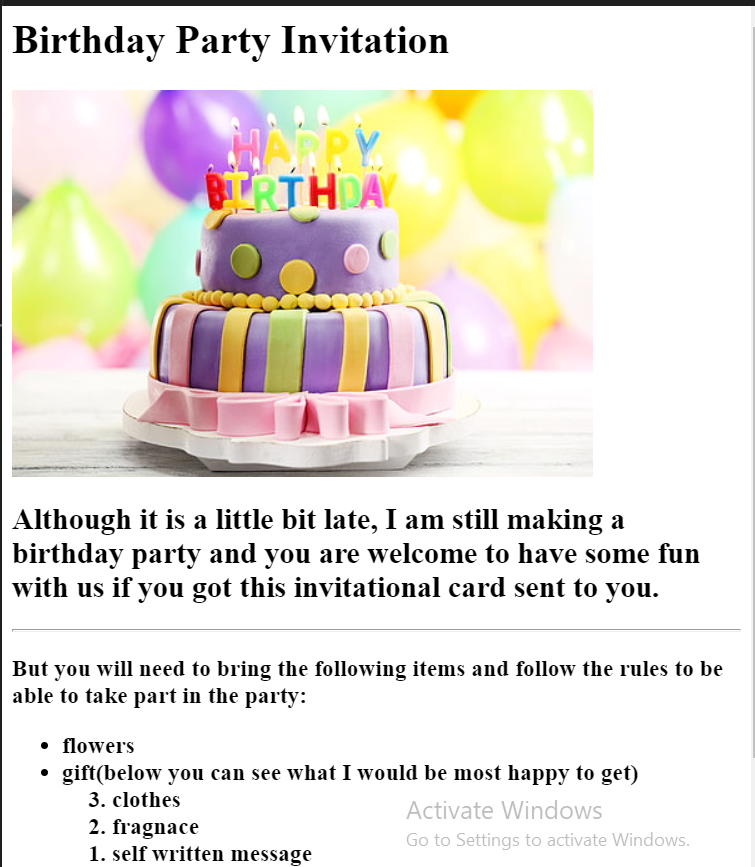 Birthday Party Invitation
HAPPY
BIRTHDAY
Although it is a little bit late, I am still making a
birthday party and you are welcome to have some fun
with us if you got this invitational card sent to you.
But you will need to bring the following items and follow the rules to be
able to take part in the party:
• flowers
• gift(below you can see what I would be most happy to get)
3. clothes
2. fragnace
1. self written message
Activate Windows
Go to Settings to activate Windows.